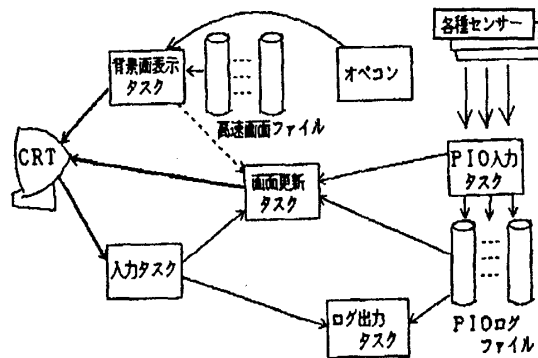 各種センサー
背景画表示
タスク
オペコン
高速画面ファイル
CRT
PIO入力
タスク
画面更新
タスク
入力タスク
ログ出力
タスク
PIOログ
ファイル